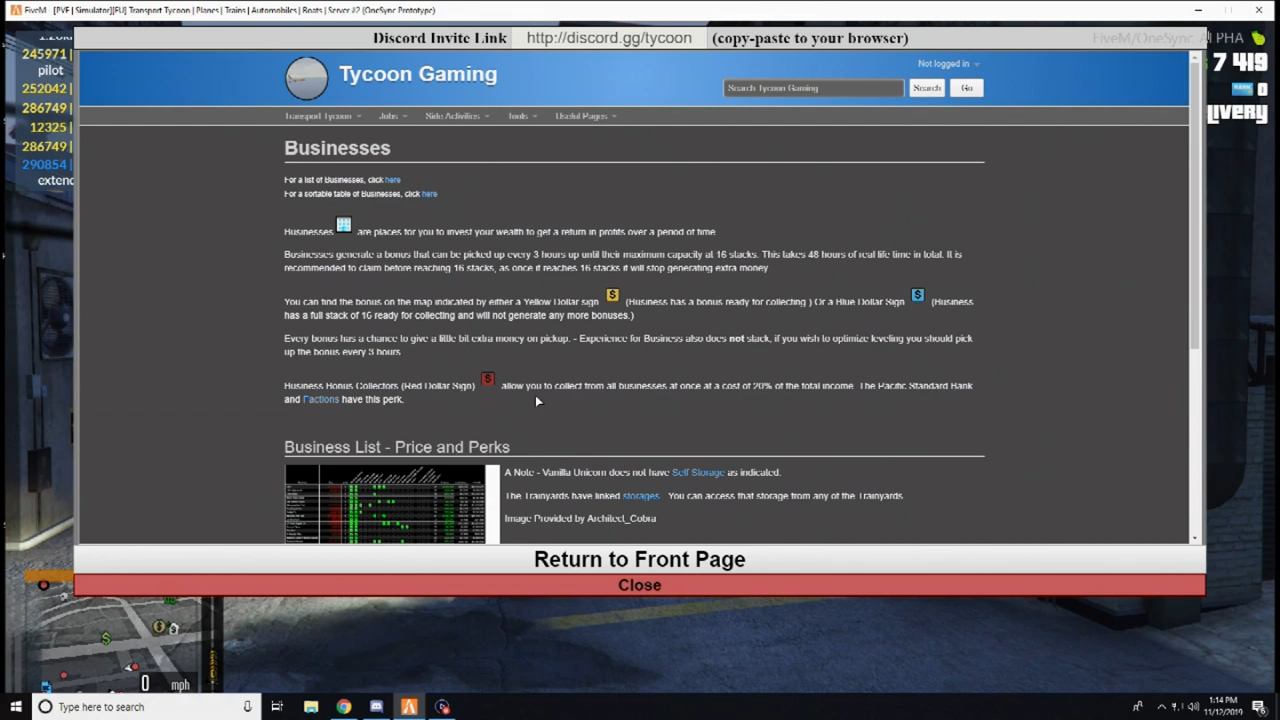 FiveM - [PVE | Simulator][EU] Transport Tycoon | Planes | Trains | Automobiles | Boats | Server #2 (OneSync Prototype)
Discord Invite Link http://discord.gg/tycoon (copy-paste to your browser)
245971|
pilot
252042|
286749|
12325|
286749|
290854|
7 419
Tycoon Gaming
Not logged in
Search Tycoon Gaming Search Go
Transport Tycoon Jobs Side Activities Tools Useful Pages
Businesses
For a list of Businesses, click here
For a sortable table of Businesses, click here
Businesses are places for you to invest your wealth to get a return in profits over a period of time
Businesses generate a bonus that can be picked up every 3 hours up until their maximum capacity at 16 stacks. This takes 48 hours of real life time in total. It is
recommended to claim before reaching 16 stacks, as once it reaches 16 stacks it will stop generating extra money
You can find the bonus on the map indicated by either a Yellow Dollar sign $ (Business has a bonus ready for collecting ) Or a Blue Dollar Sign $ (Business
has a full stack of 16 ready for collecting and will not generate any more bonuses.)
Every bonus has a chance to give a little bit extra money on pickup. - Experience for Business also does not stack, if you wish to optimize leveling you should pick
up the bonus every 3 hours
Business Bonus Collectors (Red Dollar Sign) $ allow you to collect from all businesses at once at a cost of 20% of the total income. The Pacific Standard Bank
and Factions have this perk.
Business List - Price and Perks
A Note - Vanilla Unicorn does not have Self Storage as indicated.
The Trainyards have linked storages. You can access that storage from any of the Trainyards
Image Provided by Architect_Cobra
Return to Front Page
Close
0 mph
Type here to search
1:14 PM
11/12/2019